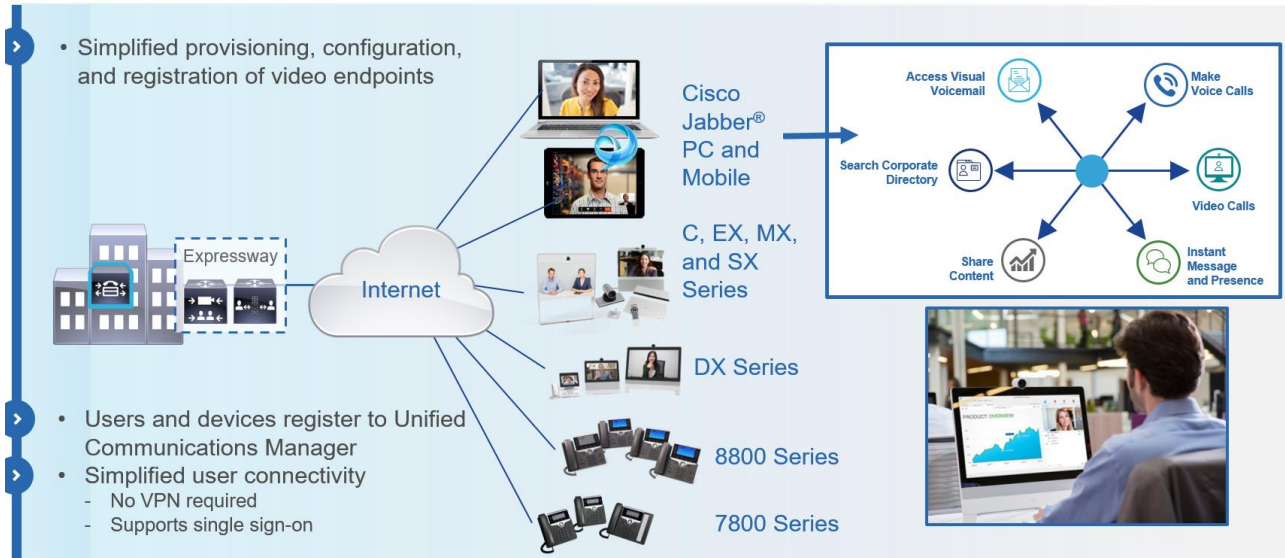 • Simplified provisioning, configuration,
and registration of video endpoints
Expressway
Internet
Cisco
Jabber®
PC and
Mobile
C, EX, MX,
and SX
Series
DX Series
8800 Series
7800 Series
Access Visual
Voicemail
Make
Voice Calls
Search Corporate
Directory
Video Calls
Share
Content
Instant
Message
and Presence
PRODUCT OVERVIEW
• Users and devices register to Unified
Communications Manager
• Simplified user connectivity
- No VPN required
- Supports single sign-on